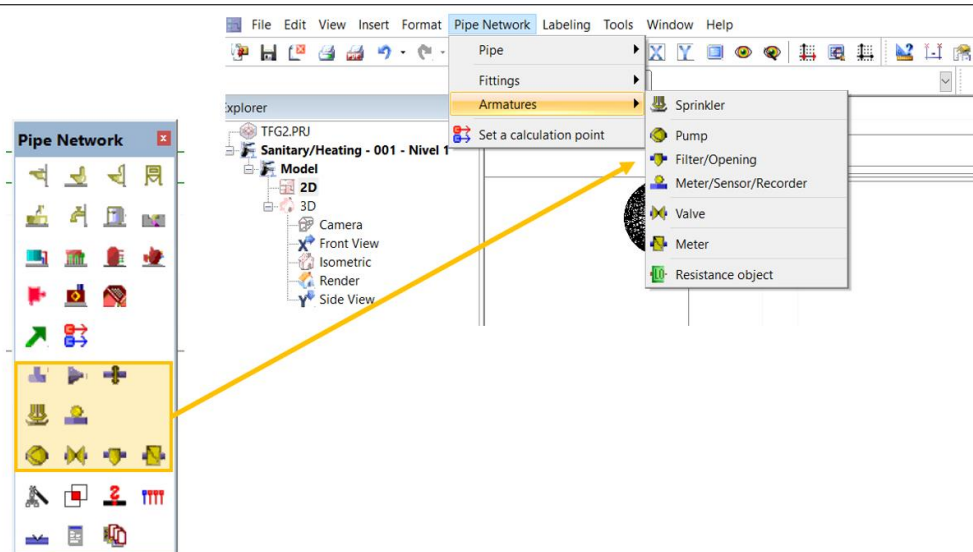 File Edit View Insert Format Pipe Network Labeling Tools Window Help
Pipe
Fittings
Armatures
Set a calculation point
Sprinkler
Pump
Filter/Opening
Meter/Sensor/Recorder
Valve
Meter
Resistance object
xplorer
TFG2.PRJ
Sanitary/Heating - 001 - Nivel 1
Model
2D
3D
Camera
Front View
Isometric
Render
Side View
Pipe Network